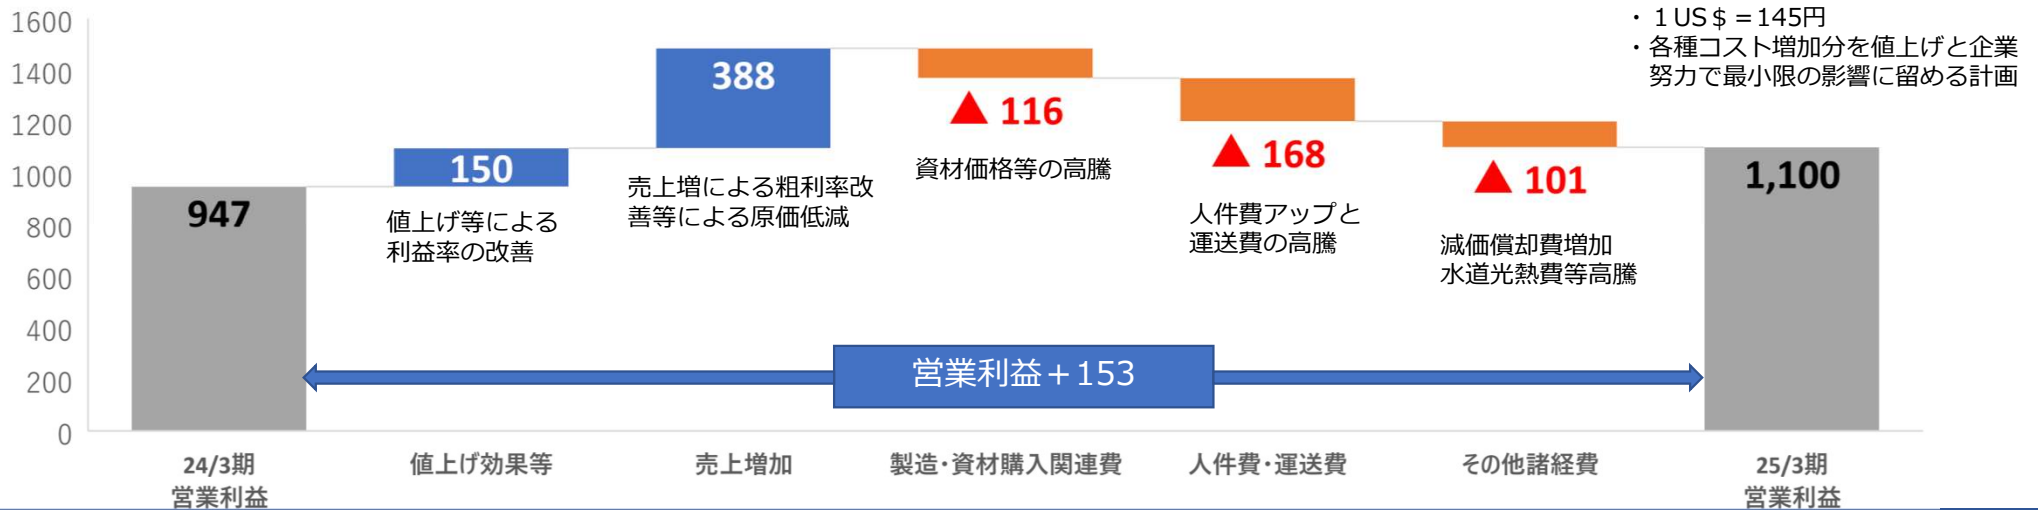 1600
1400
1200
1000
800
600
400
200
0
・1US＄=145円
・各種コスト増加分を値上げと企業
努力で最小限の影響に留める計画
947
150
値上げ等による
利益率の改善
388
売上増による粗利率改
善等による原価低減
▲ 116
資材価格等の高騰
▲ 168
人件費アップと
運送費の高騰
▲ 101
減価償却費増加
水道光熱費等高騰
1,100
営業利益＋153
24/3期
営業利益
値上げ効果等
売上増加
製造・資材購入関連費
人件費・運送費
その他諸経費
25/3期
営業利益